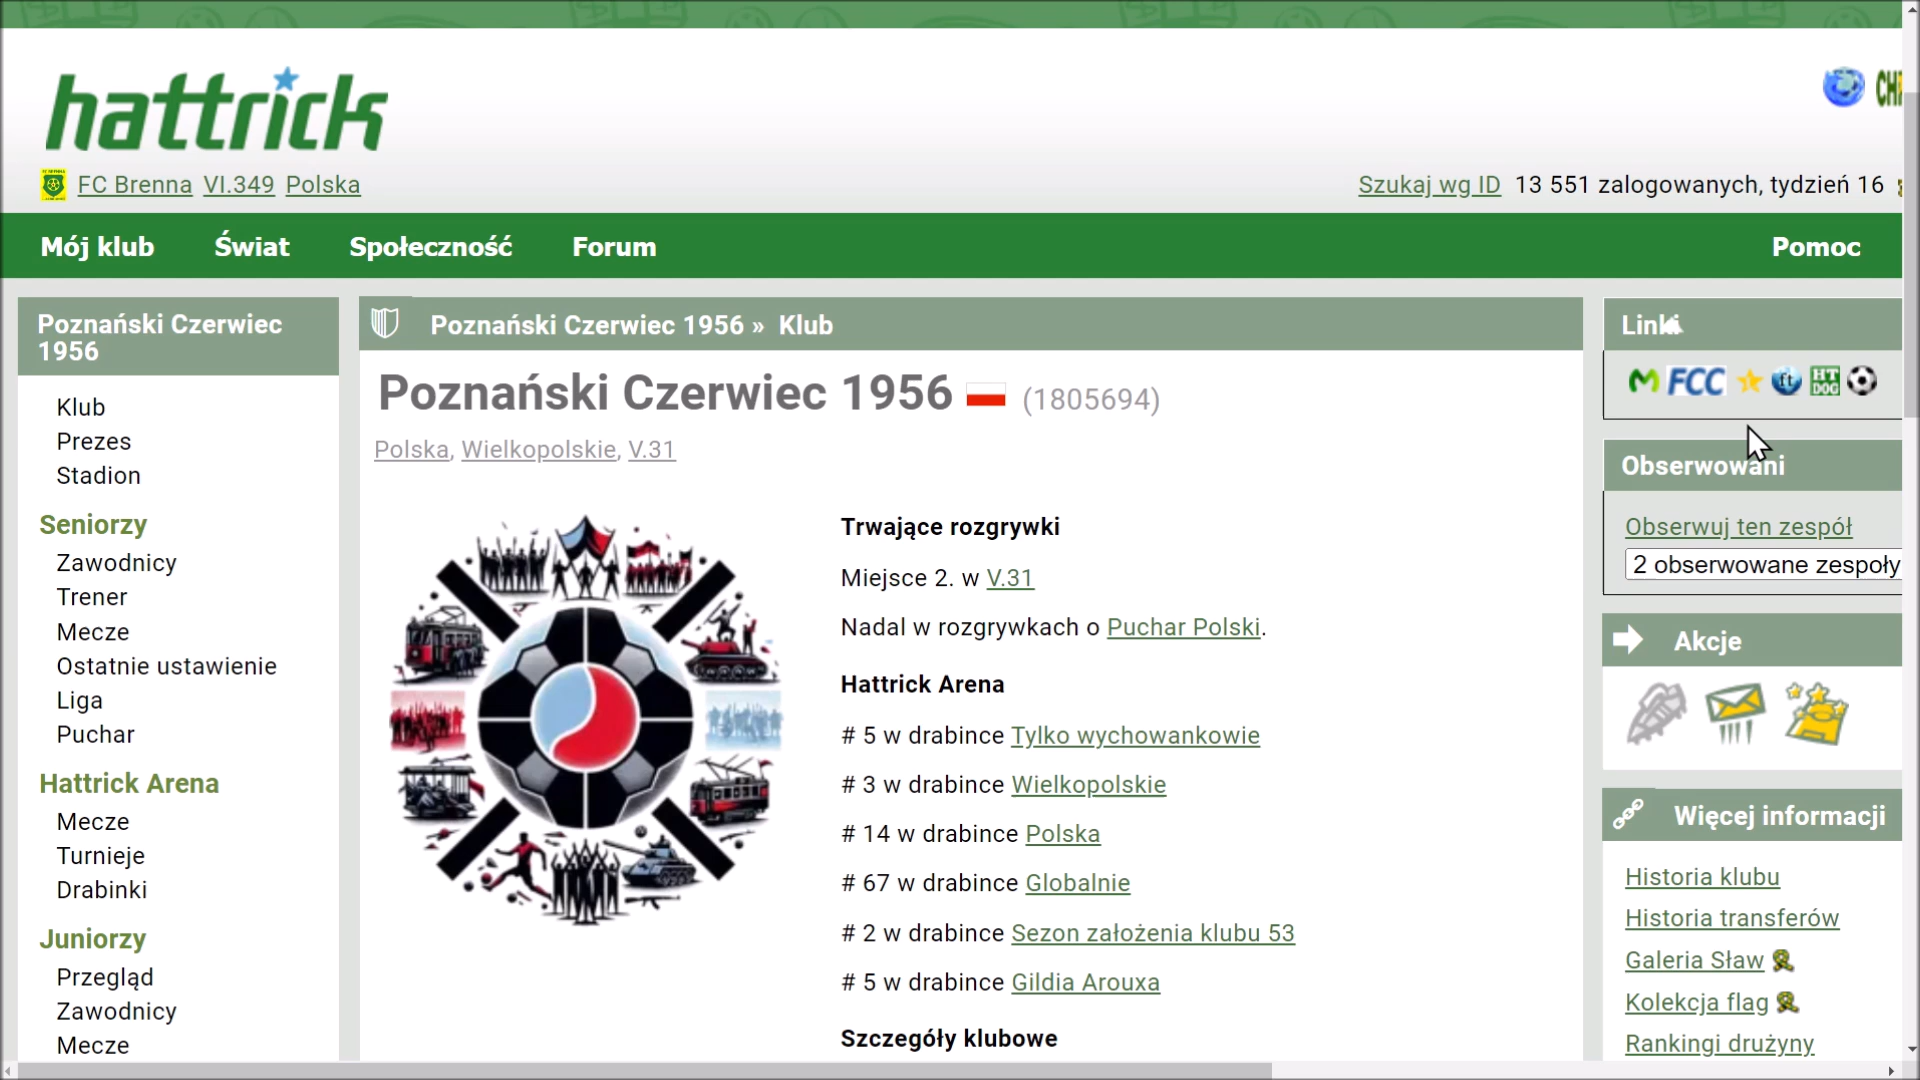 hattrick
FC Brenna VI.349 Polska
Szukaj wg ID 13 551 zalogowanych, tydzień 16
Mój klub Świat Społeczność Forum Pomoc
Poznański Czerwiec
1956
Klub
Prezes
Stadion
Seniorzy
Zawodnicy
Trener
Mecze
Ostatnie ustawienie
Liga
Puchar
Hattrick Arena
Mecze
Turnieje
Drabinki
Juniorzy
Przegląd
Zawodnicy
Mecze
Poznański Czerwiec 1956 » Klub
Poznański Czerwiec 1956 (1805694)
Polska, Wielkopolskie, V.31
Trwające rozgrywki
Miejsce 2. w V.31
Nadal w rozgrywkach o Puchar Polski.
Hattrick Arena
# 5 w drabince Tylko wychowankowie
# 3 w drabince Wielkopolskie
# 14 w drabince Polska
# 67 w drabince Globalnie
# 2 w drabince Sezon założenia klubu 53
# 5 w drabince Gildia Arouxa
Szczegóły klubowe
Linki
FCC ft HT DOG
Obserwowani
Obserwuj ten zespół
2 obserwowane zespoły
Akcje
Więcej informacji
Historia klubu
Historia transferów
Galeria Sław
Kolekcja flag
Rankingi drużyny